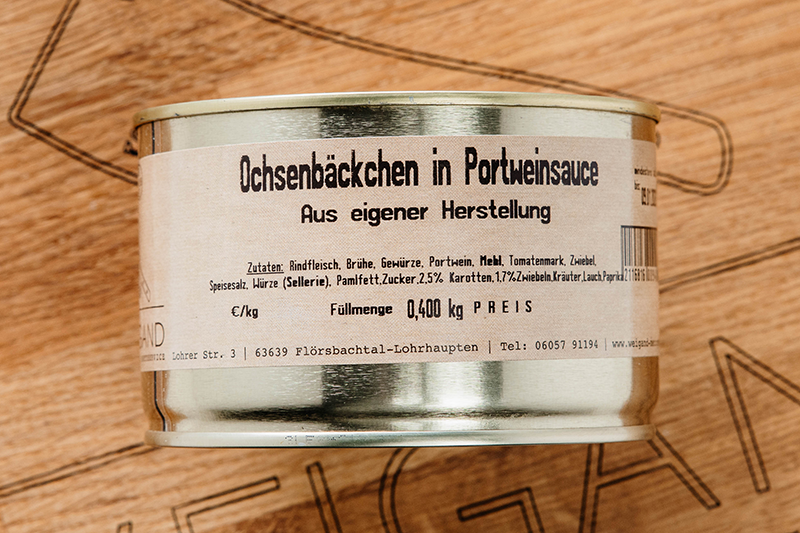 Ochsenbäckchen in Portweinsauce
Aus eigener Herstellung
Zutaten: Rindfleisch, Brühe, Gewürze, Portwein, Mehl, Tomatenmark, Zwiebel,
Speisesalz, Würze (Sellerie), Pamlfett,Zucker,2,5% Karotten,1,7%Zwiebeln,Kräuter,Lauch,Paprika
€/kg Füllmenge 0,400 kg PREIS
Lohrer Str. 3 | 63639 Flörsbachtal-Lohrhaupten | Tel: 06057 91194 |